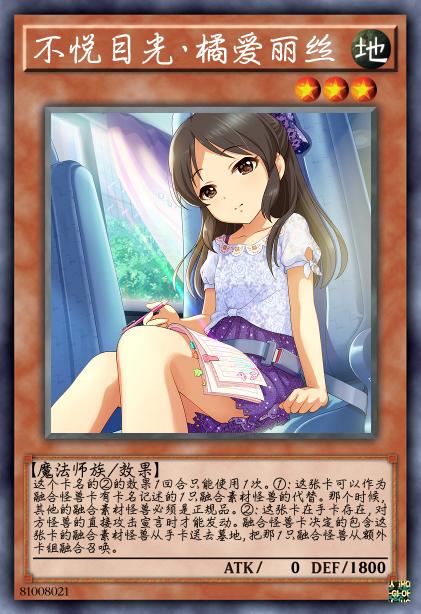 不悦目光·橘爱丽丝
地
【魔法师族/效果】
这个卡名的②的效果1回合只能使用1次。①：这张卡可以作为
融合怪兽卡有卡名记述的1只融合素材怪兽的代替。那个时候，
其他的融合素材怪兽必须是正规品。②：这张卡在手卡存在，对
方怪兽的直接攻击宣言时才能发动。融合怪兽卡决定的包含这
张卡的融合素材怪兽从手卡送去墓地，把那1只融合怪兽从额外
卡组融合召唤。
ATK/ 0 DEF/1800
81008021